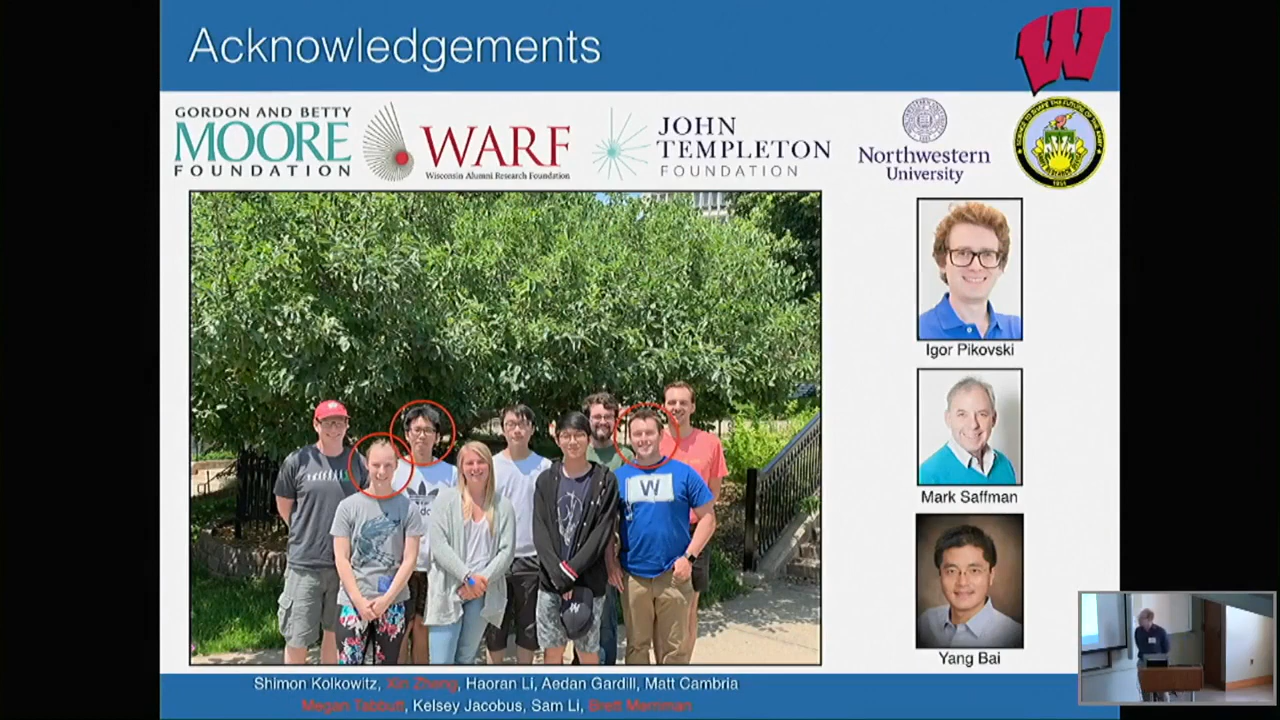 Acknowledgements
W
GORDON AND BETTY
MOORE
FOUNDATION
WARF
Wisconsin Alumni Research Foundation
JOHN
TEMPLETON
FOUNDATION
Northwestern
University
W
Igor Pikovski
Mark Saffman
Yang Bai
Shimon Kolkowitz, Xin Zheng, Haoran LI, Aedan Gardill, Matt Cambria
Megan Tabbutt, Kelsey Jacobus, Sam Li, Brett Merriman